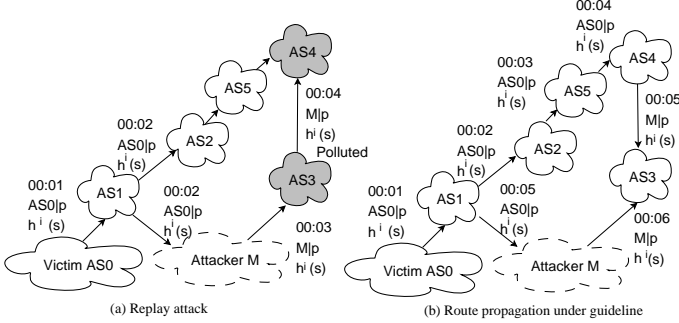 AS4
AS5
00:02
AS0|p
h^i(s)
AS2
00:04
M|p
h^i(s)
Polluted
AS3
00:01
AS0|p
h^i (s)
AS1
00:02
AS0|p
h^i(s)
00:03
M|p
h^i(s)
Victim AS0
Attacker M
(a) Replay attack
00:04
AS0|p
h^i(s)
AS4
00:03
AS0|p
h^i(s)
AS5
00:05
M|p
h^i(s)
00:02
AS0|p
h^i(s)
AS2
AS3
00:01
AS0|p
h^i (s)
AS1
00:05
AS0|p
h^i(s)
00:06
M|p
h^i(s)
Victim AS0
Attacker M
(b) Route propagation under guideline